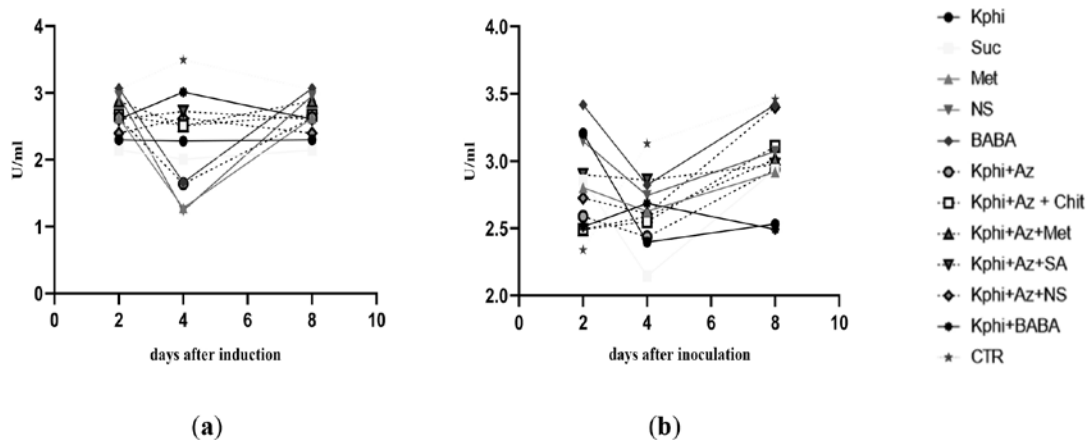 4
3
2
1
0
U/ml
0 2 4 6 8 10
days after induction
(a)
4.0
3.5
3.0
2.5
2.0
U/ml
0 2 4 6 8 10
days after inoculation
(b)
Kphi
Suc
Met
NS
BABA
Kphi+Az
Kphi+Az + Chit
Kphi+Az+Met
Kphi+Az+SA
Kphi+Az+NS
Kphi+BABA
CTR